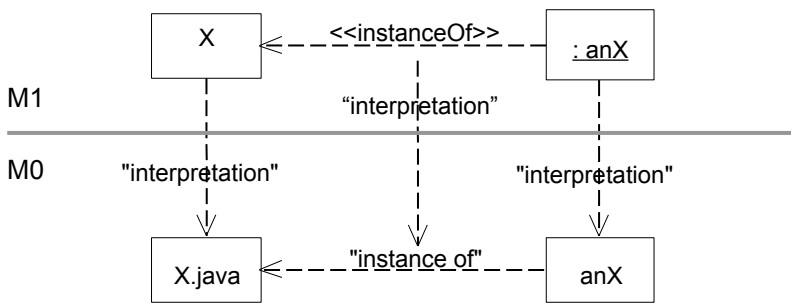 X
<<instanceOf>>
: anX
M1
“interpretation”
M0
"interpretation"
"interpretation"
X.java
"instance of"
anX